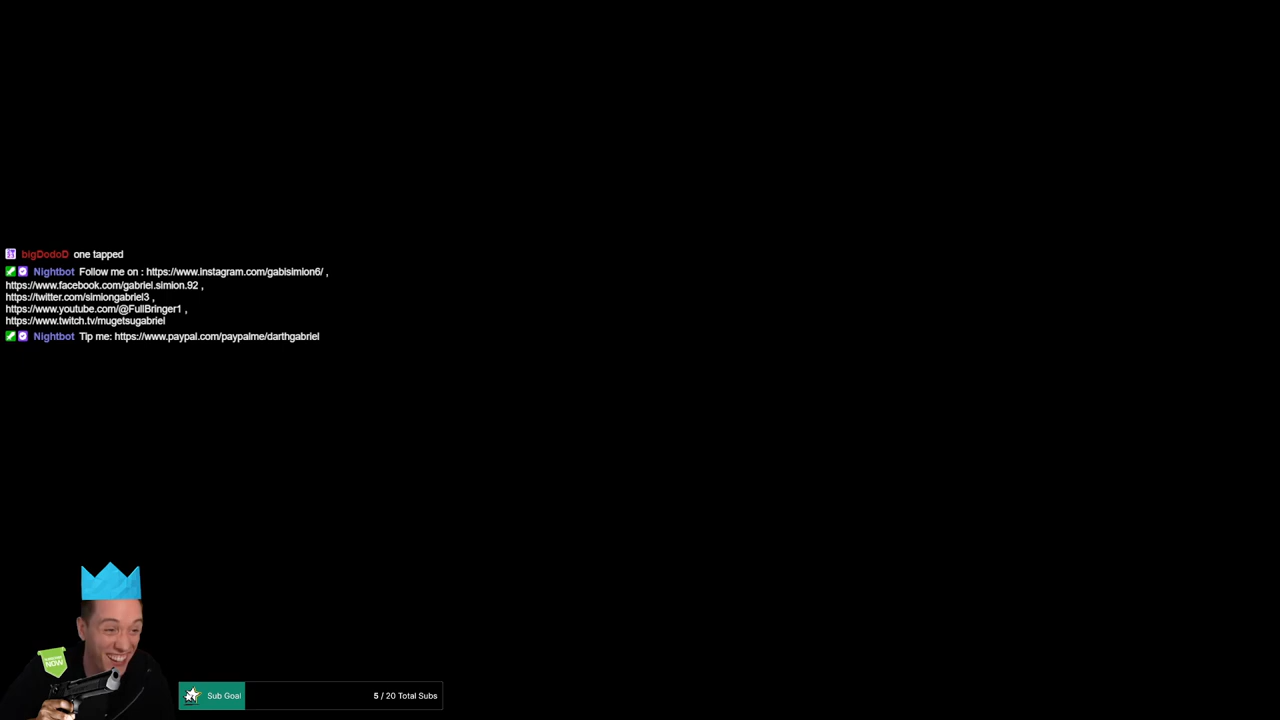 bigDodoD one tapped
Nightbot Follow me on : https://www.instagram.com/gabisimion6/ ,
https://www.facebook.com/gabriel.simion.92 ,
https://twitter.com/simiongabriel3 ,
https://www.youtube.com/@FullBringer1 ,
https://www.twitch.tv/mugetsugabriel
Nightbot Tip me: https://www.paypal.com/paypalme/darthgabriel
NOW
Sub Goal 5 / 20 Total Subs